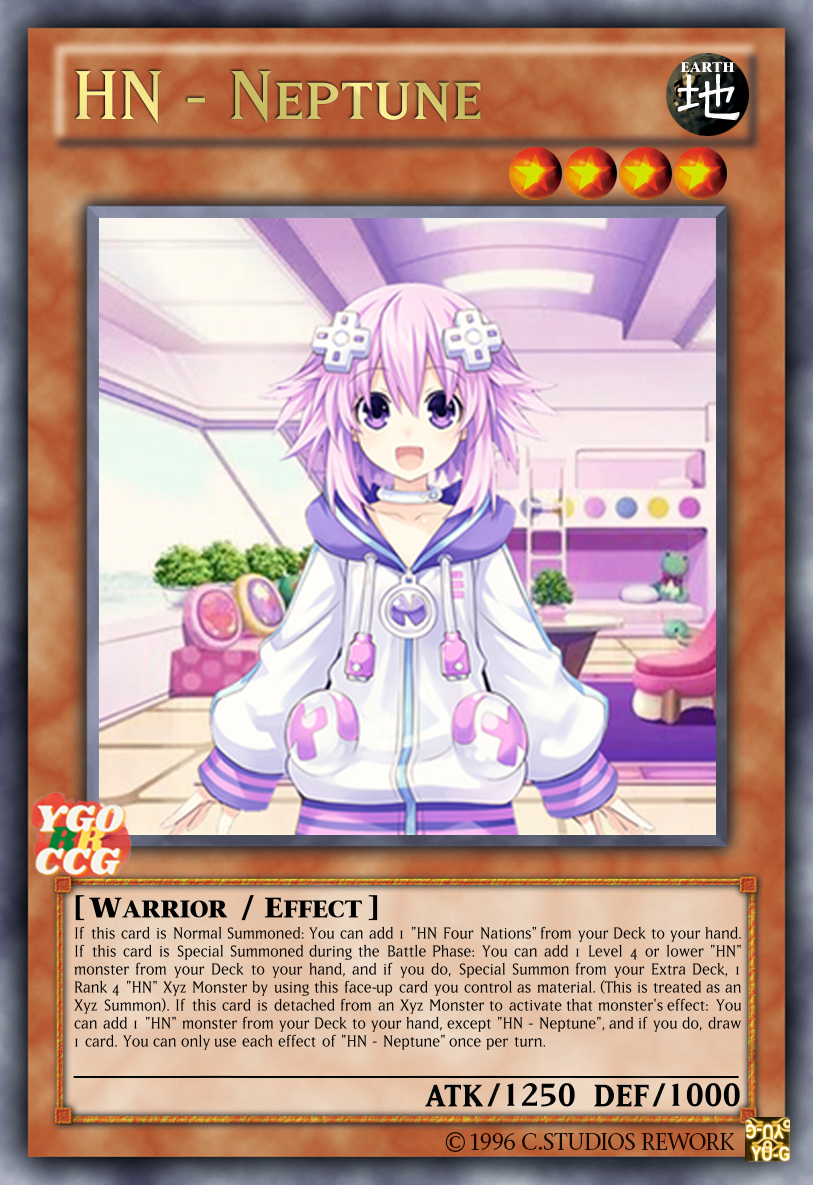 HN - Neptune
EARTH
地
YGO
RR
CCG
[ Warrior / Effect ]
If this card is Normal Summoned: You can add 1 "HN Four Nations" from your Deck to your hand.
If this card is Special Summoned during the Battle Phase: You can add 1 Level 4 or lower "HN"
monster from your Deck to your hand, and if you do, Special Summon from your Extra Deck, 1
Rank 4 "HN" Xyz Monster by using this face-up card you control as material. (This is treated as an
Xyz Summon). If this card is detached from an Xyz Monster to activate that monster's effect: You
can add 1 "HN" monster from your Deck to your hand, except "HN - Neptune", and if you do, draw
1 card. You can only use each effect of "HN - Neptune" once per turn.
ATK/1250 DEF/1000
© 1996 C.STUDIOS REWORK